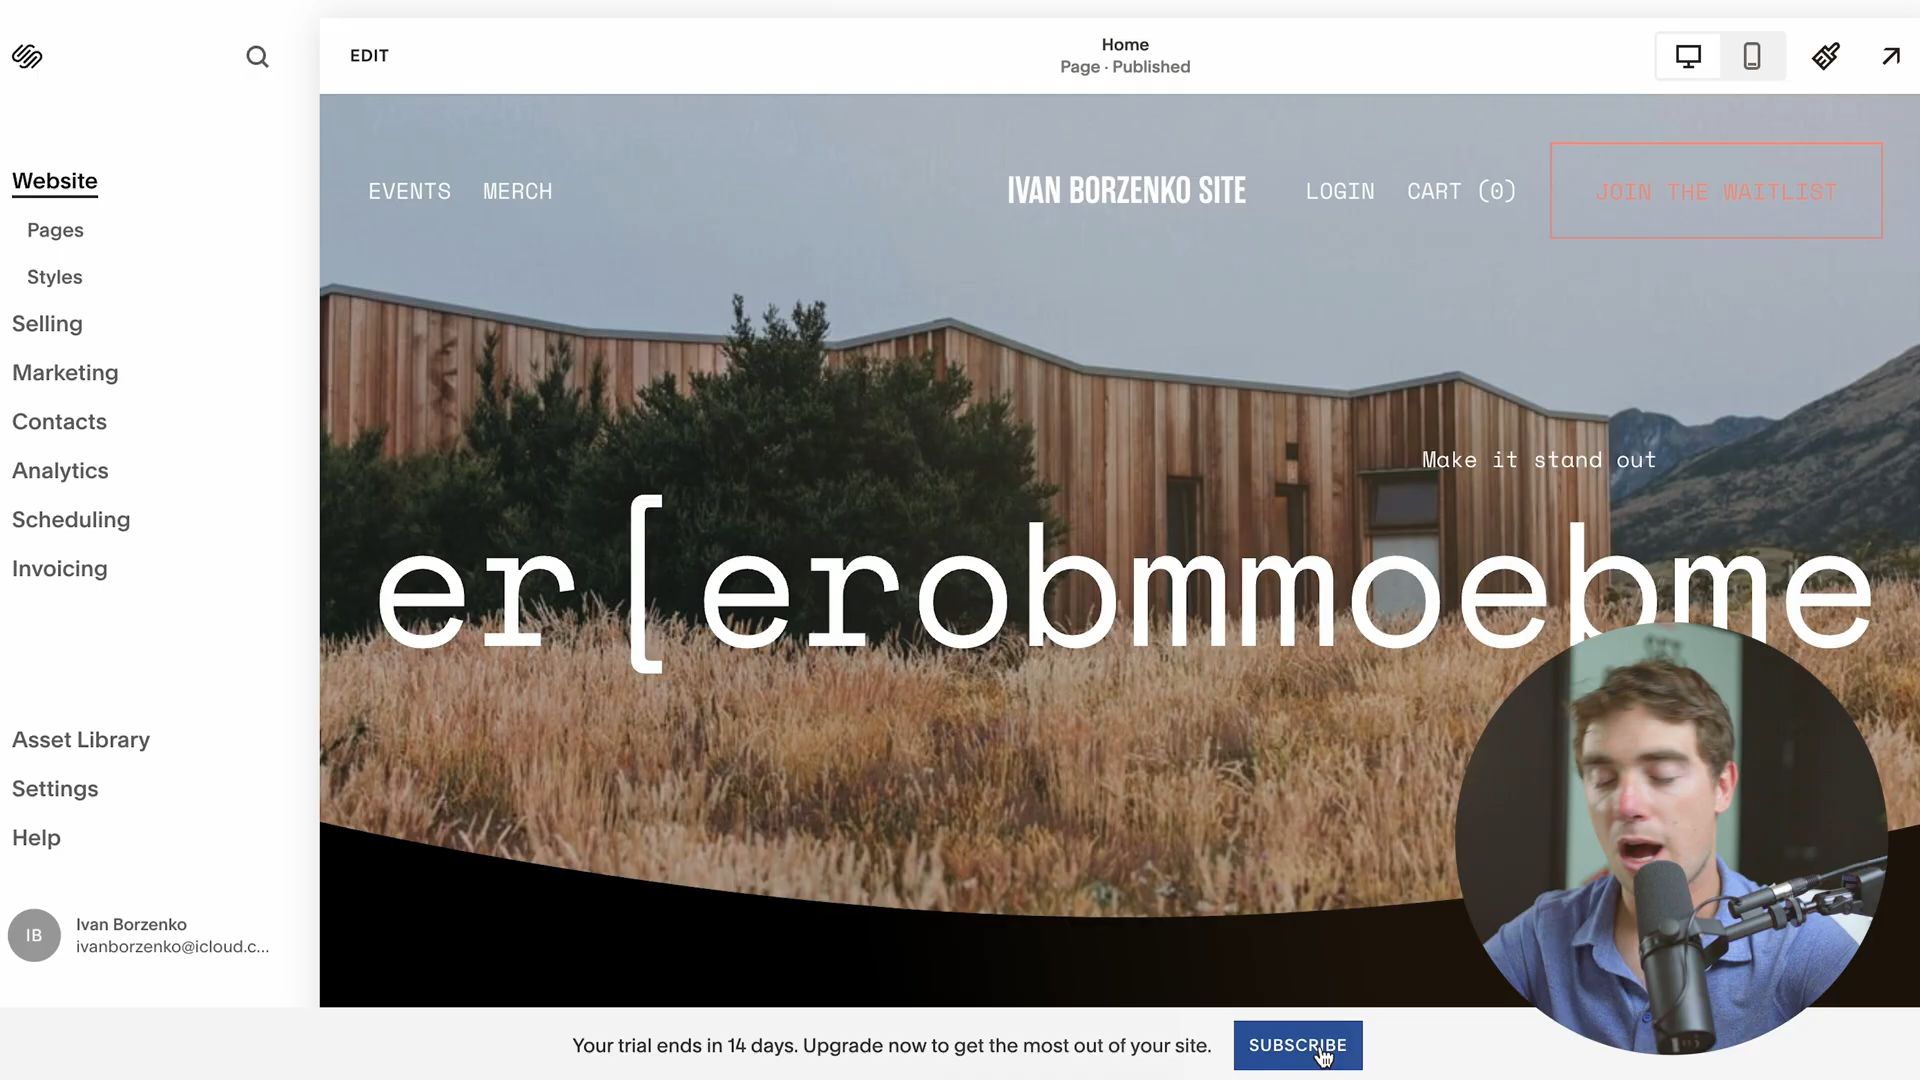 EDIT
Home
Page · Published
Website
Pages
Styles
Selling
Marketing
Contacts
Analytics
Scheduling
Invoicing
Asset Library
Settings
Help
IB
Ivan Borzenko
ivanborzenko@icloud.c...
EVENTS MERCH
IVAN BORZENKO SITE
LOGIN CART (0)
JOIN THE WAITLIST
Make it stand out
er[erobmmoebme
Your trial ends in 14 days. Upgrade now to get the most out of your site.
SUBSCRIBE